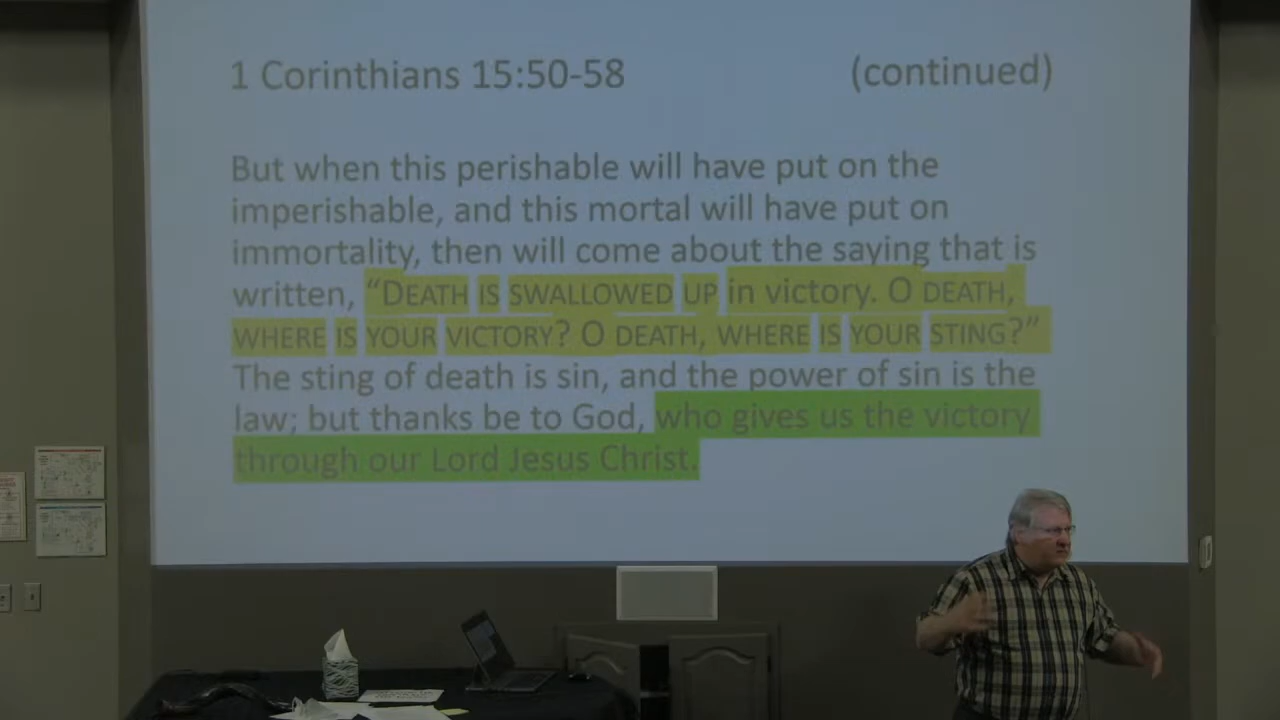 1 Corinthians 15:50-58 (continued)
But when this perishable will have put on the
imperishable, and this mortal will have put on
immortality, then will come about the saying that is
written, “DEATH IS SWALLOWED UP in victory. O DEATH,
WHERE IS YOUR VICTORY? O DEATH, WHERE IS YOUR STING?”
The sting of death is sin, and the power of sin is the
law; but thanks be to God, who gives us the victory
through our Lord Jesus Christ.